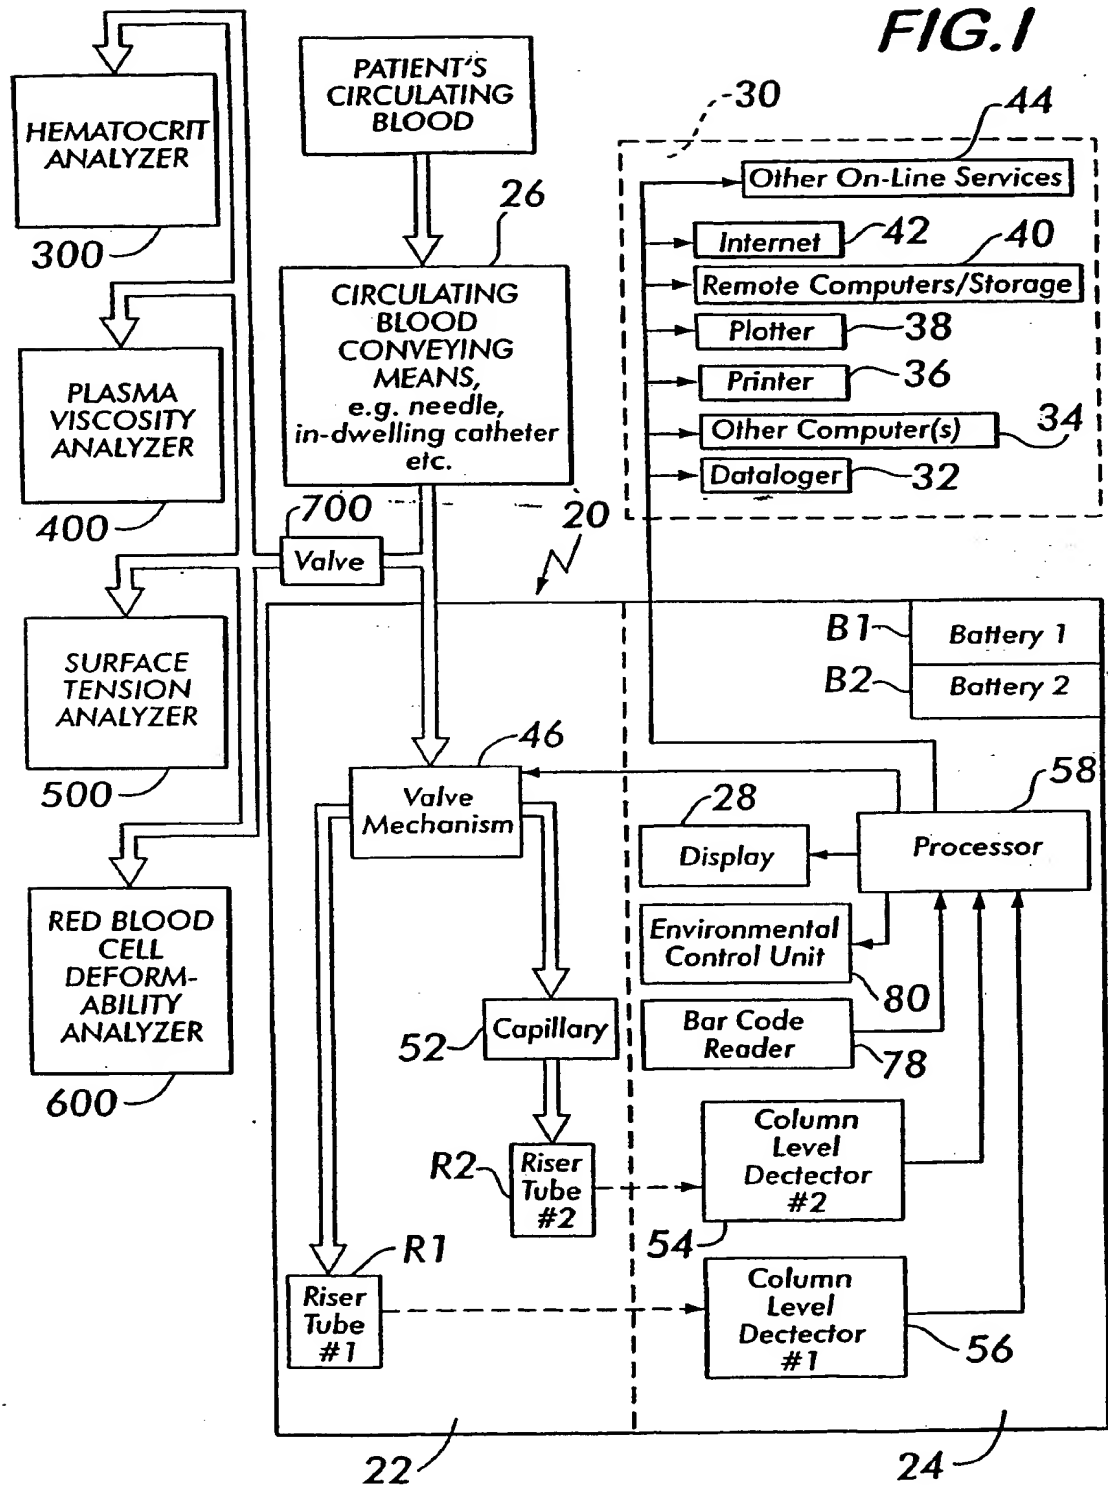 FIG.1
PATIENT'S
CIRCULATING
BLOOD
HEMATOCRIT
ANALYZER
300
26
CIRCULATING
BLOOD
CONVEYING
MEANS,
e.g. needle,
in-dwelling catheter
etc.
PLASMA
VISCOSITY
ANALYZER
400
700
Valve
20
SURFACE
TENSION
ANALYZER
500
RED BLOOD
CELL
DEFORM-
ABILITY
ANALYZER
600
30
44
Other On-Line Services
Internet
42
40
Remote Computers/Storage
Plotter
38
Printer
36
Other Computer(s)
34
Dataloger
32
B1
Battery 1
B2
Battery 2
46
Valve
Mechanism
58
Processor
28
Display
Environmental
Control Unit
80
Bar Code
Reader
78
52
Capillary
R2
Riser
Tube
#2
Column
Level
Dectector
#2
54
R1
Riser
Tube
#1
Column
Level
Dectector
#1
56
22
24